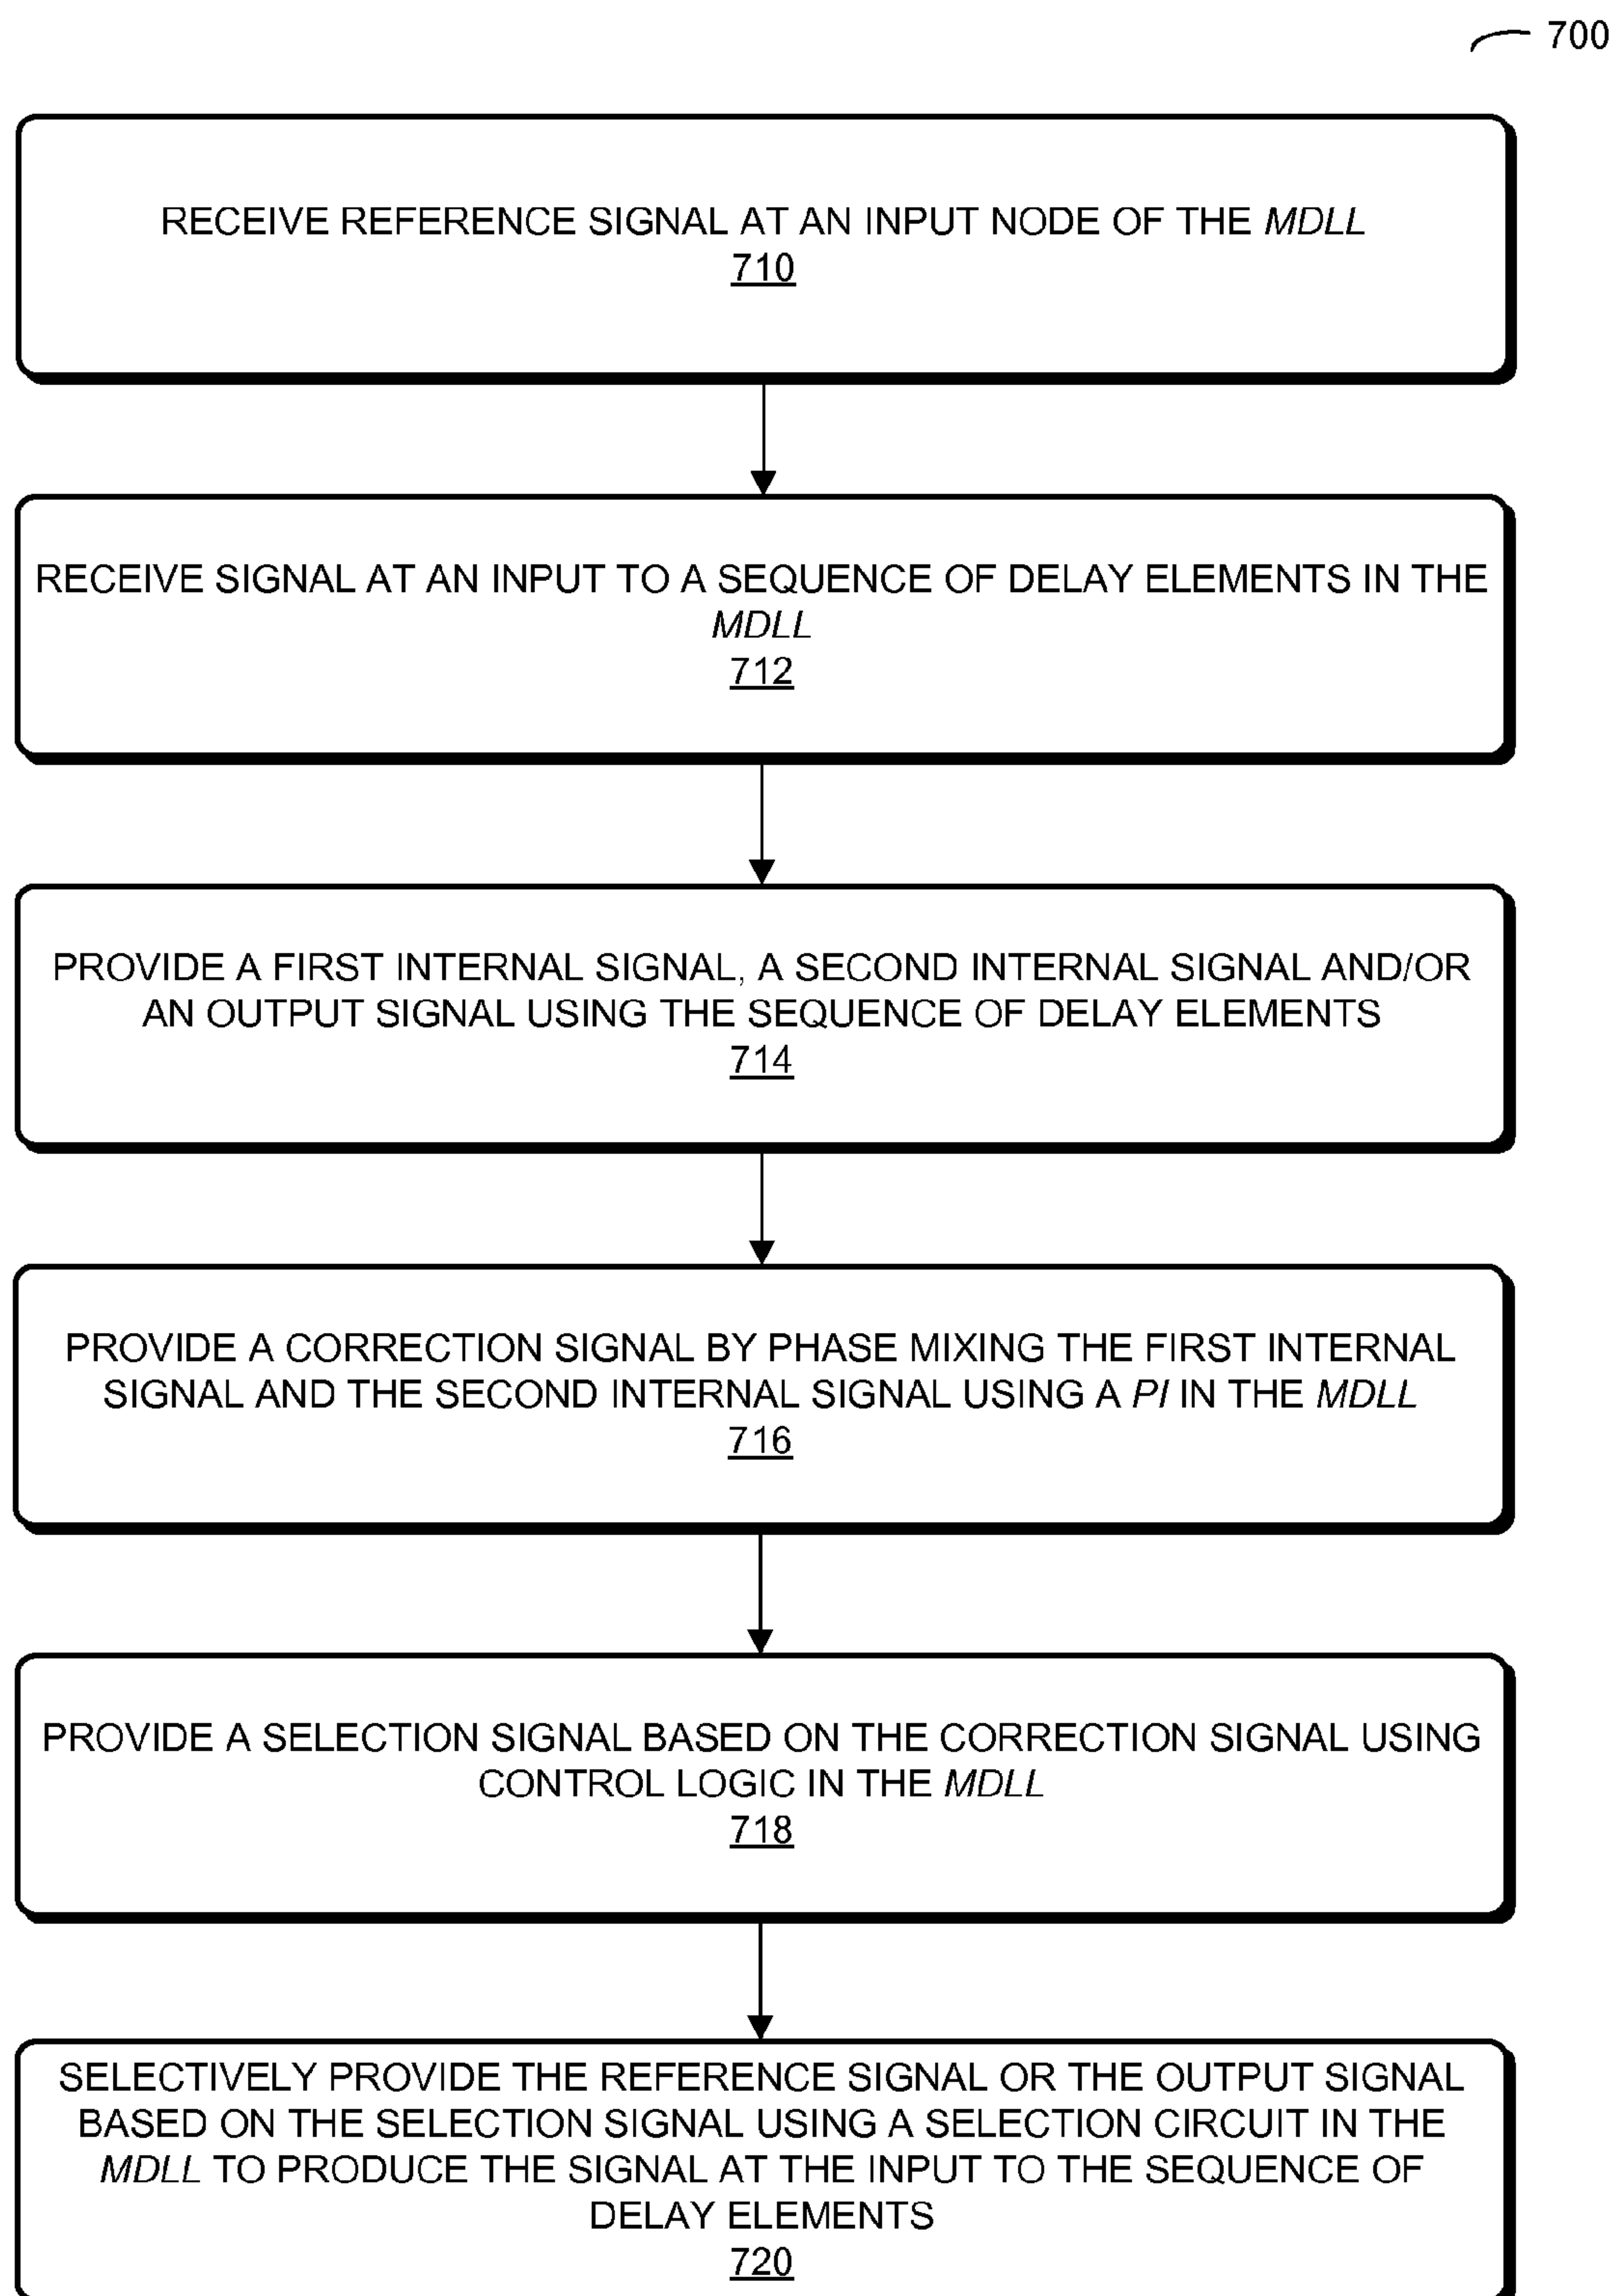 700
RECEIVE REFERENCE SIGNAL AT AN INPUT NODE OF THE MDLL
710
RECEIVE SIGNAL AT AN INPUT TO A SEQUENCE OF DELAY ELEMENTS IN THE
MDLL
712
PROVIDE A FIRST INTERNAL SIGNAL, A SECOND INTERNAL SIGNAL AND/OR
AN OUTPUT SIGNAL USING THE SEQUENCE OF DELAY ELEMENTS
714
PROVIDE A CORRECTION SIGNAL BY PHASE MIXING THE FIRST INTERNAL
SIGNAL AND THE SECOND INTERNAL SIGNAL USING A PI IN THE MDLL
716
PROVIDE A SELECTION SIGNAL BASED ON THE CORRECTION SIGNAL USING
CONTROL LOGIC IN THE MDLL
718
SELECTIVELY PROVIDE THE REFERENCE SIGNAL OR THE OUTPUT SIGNAL
BASED ON THE SELECTION SIGNAL USING A SELECTION CIRCUIT IN THE
MDLL TO PRODUCE THE SIGNAL AT THE INPUT TO THE SEQUENCE OF
DELAY ELEMENTS
720